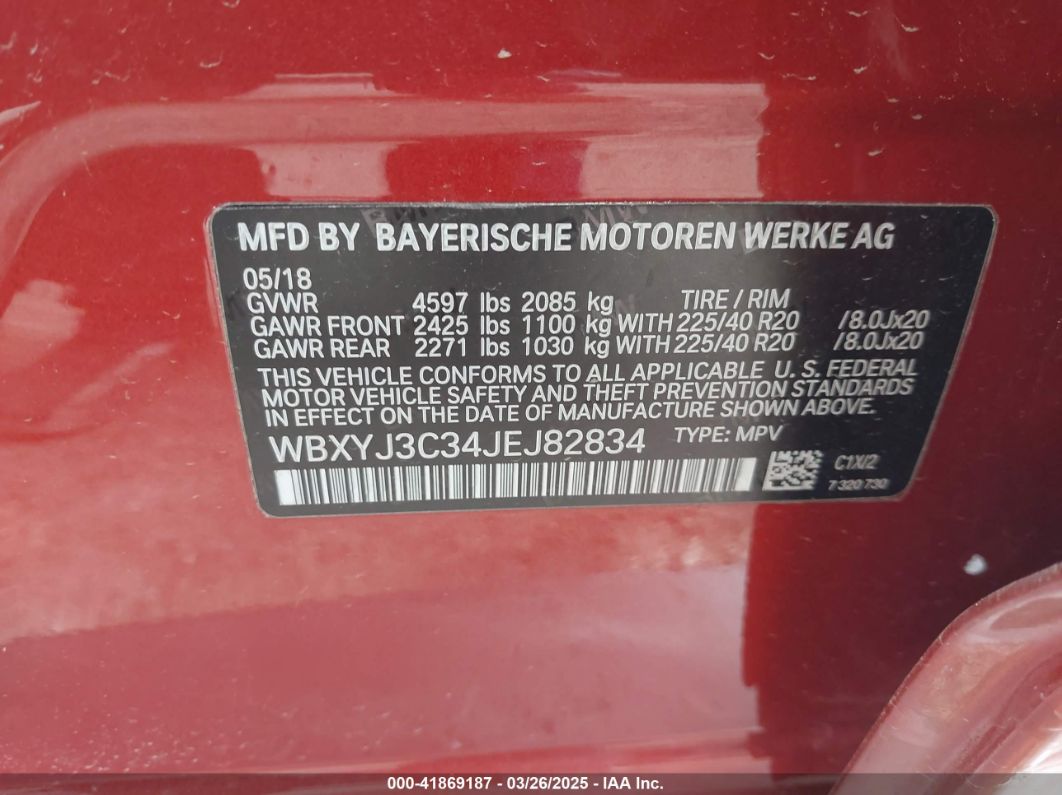 MFD BY BAYERISCHE MOTOREN WERKE AG
05/18
GVWR 4597 lbs 2085 kg TIRE / RIM
GAWR FRONT 2425 lbs 1100 kg WITH 225/40 R20 /8.0Jx20
GAWR REAR 2271 lbs 1030 kg WITH 225/40 R20 /8.0Jx20
THIS VEHICLE CONFORMS TO ALL APPLICABLE U. S. FEDERAL
MOTOR VEHICLE SAFETY AND THEFT PREVENTION STANDARDS
IN EFFECT ON THE DATE OF MANUFACTURE SHOWN ABOVE.
WBXYJ3C34JEJ82834 TYPE: MPV
C1X/2
7 320 730
000-41869187 - 03/26/2025 - IAA Inc.